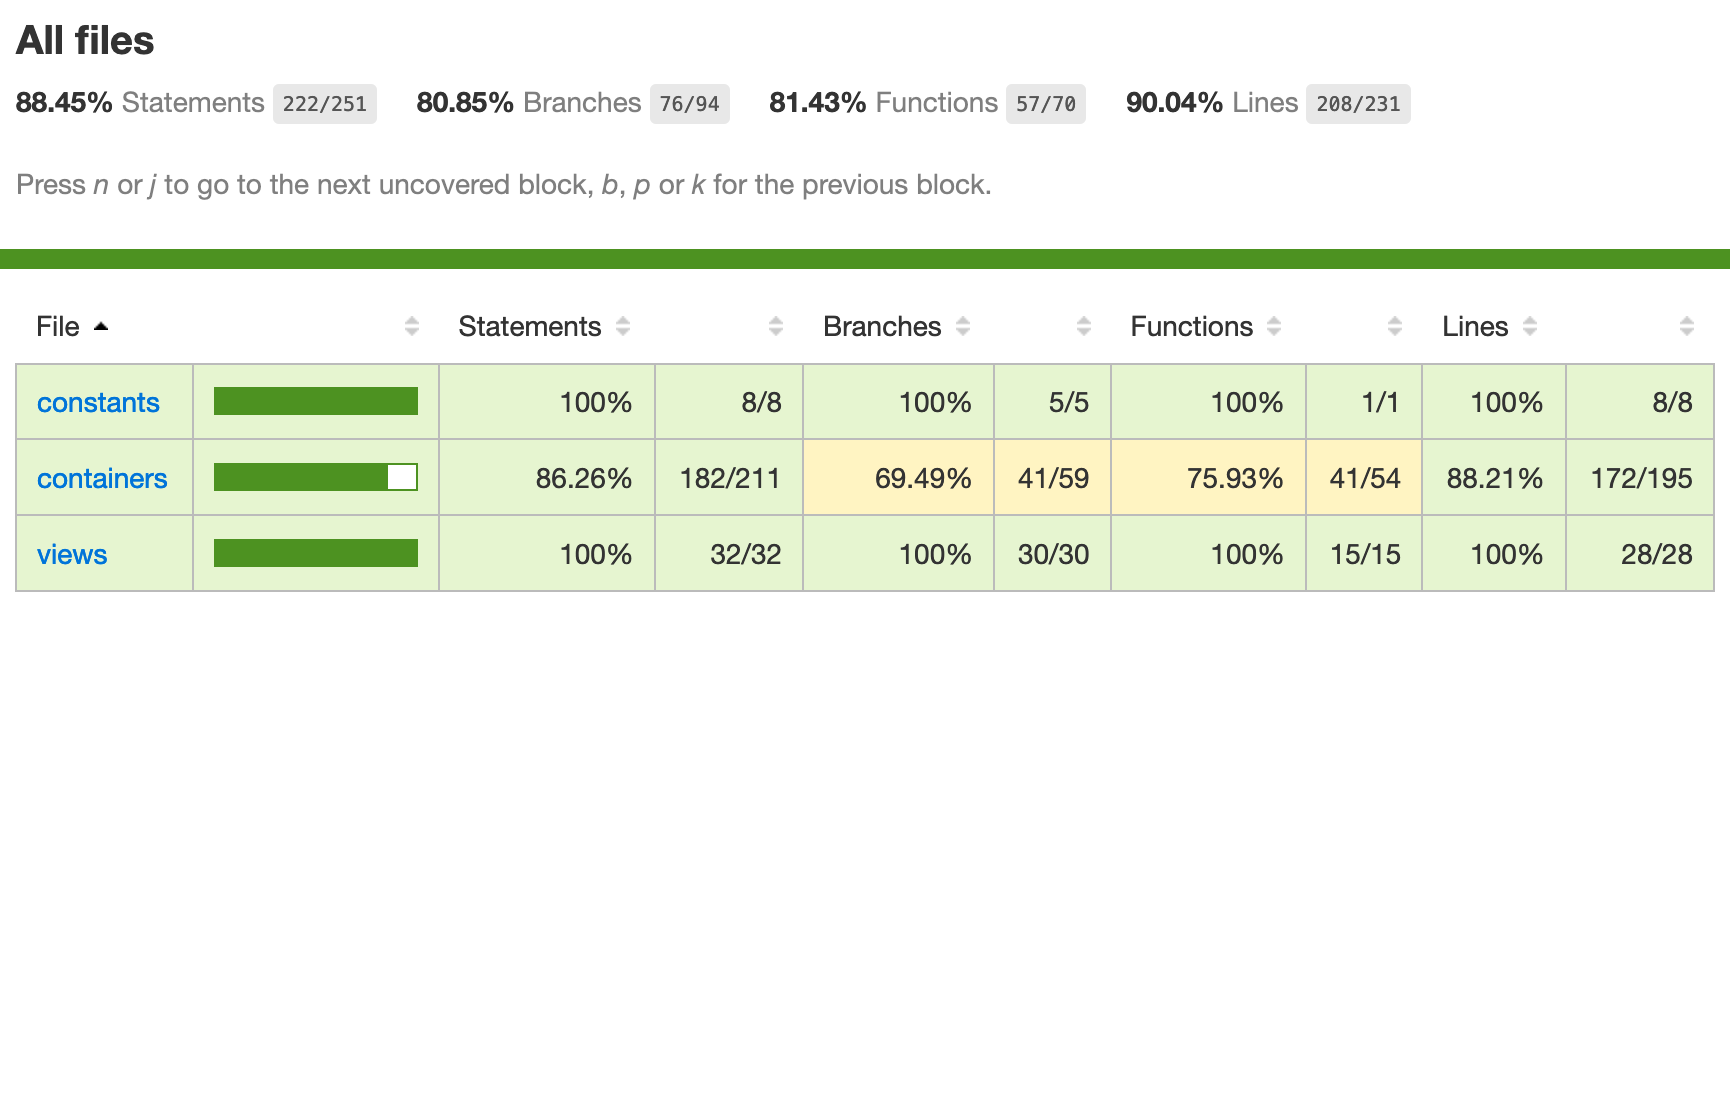 All files
88.45% Statements 222/251 80.85% Branches 76/94 81.43% Functions 57/70 90.04% Lines 208/231
Press n or j to go to the next uncovered block, b, p or k for the previous block.
File Statements Branches Functions Lines
constants 100% 8/8 100% 5/5 100% 1/1 100% 8/8
containers 86.26% 182/211 69.49% 41/59 75.93% 41/54 88.21% 172/195
views 100% 32/32 100% 30/30 100% 15/15 100% 28/28